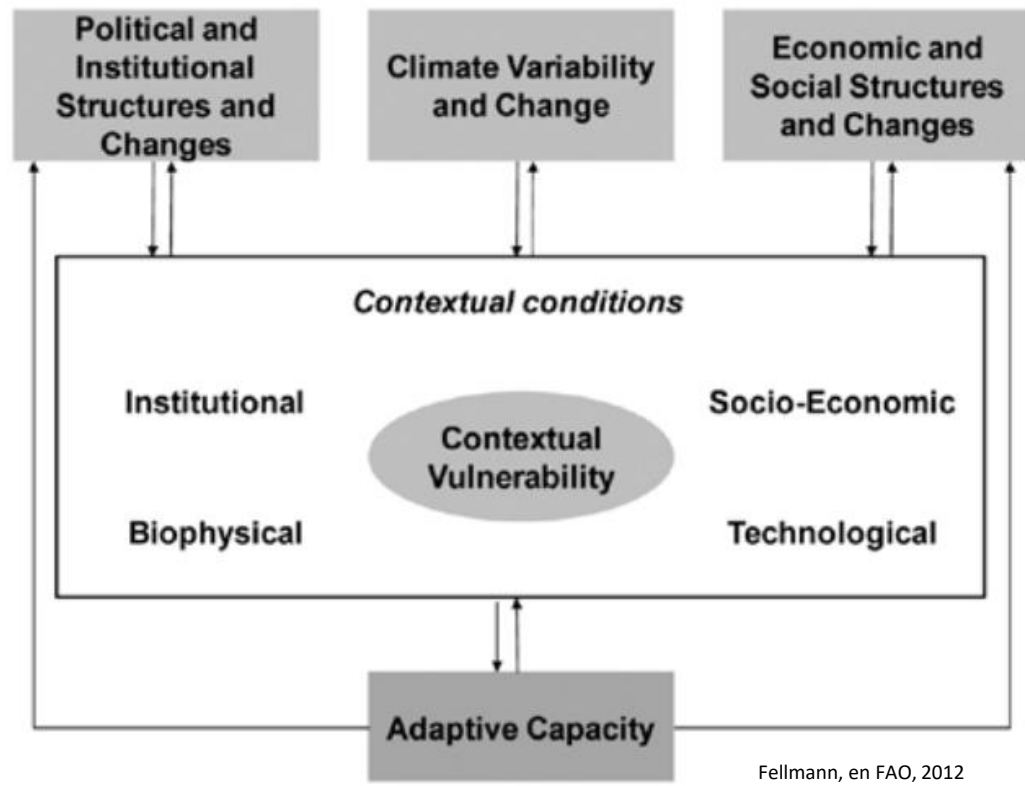 Political and
Institutional
Structures and
Changes
Climate Variability
and Change
Economic and
Social Structures
and Changes
Contextual conditions
Institutional
Socio-Economic
Contextual
Vulnerability
Biophysical
Technological
Adaptive Capacity
Fellmann, en FAO, 2012